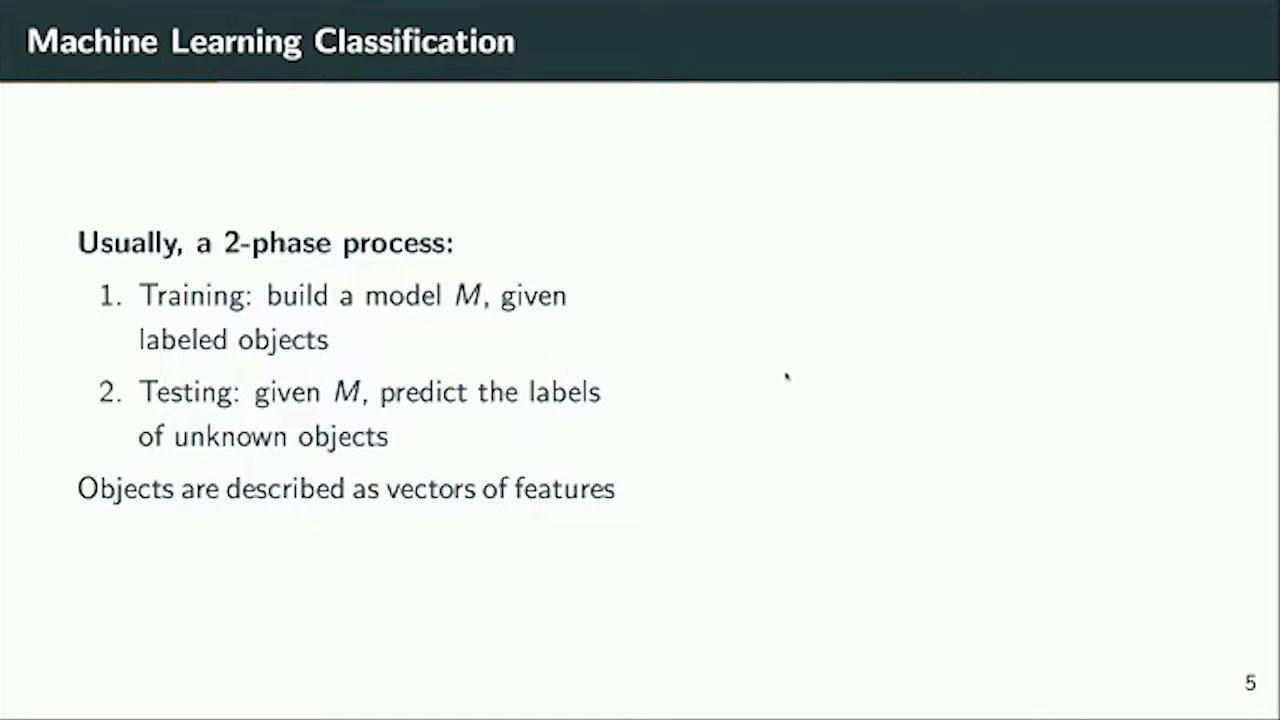 Machine Learning Classification
Usually, a 2-phase process:
1. Training: build a model M, given
labeled objects
2. Testing: given M, predict the labels
of unknown objects
Objects are described as vectors of features
5